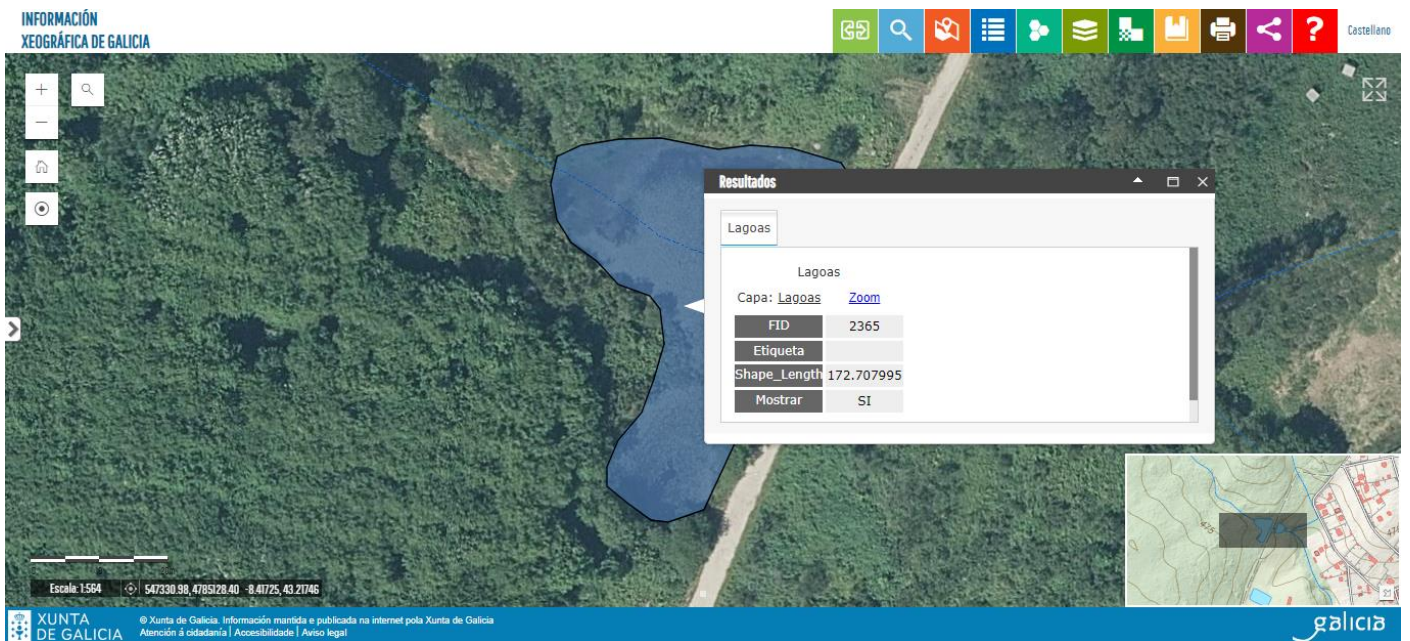 INFORMACIÓN
XEOGRÁFICA DE GALICIA
Castellano
Resultados
Lagoas
Lagoas
Capa: Lagoas Zoom
FID 2365
Etiqueta
Shape_Length 172.707995
Mostrar SI
475
Escala: 1:564 547330.98, 4785128.40 -8.41725, 43.21746
XUNTA
DE GALICIA
© Xunta de Galicia. Información mantida e publicada na internet pola Xunta de Galicia
Atención á cidadanía | Accesibilidade | Aviso legal
galicia